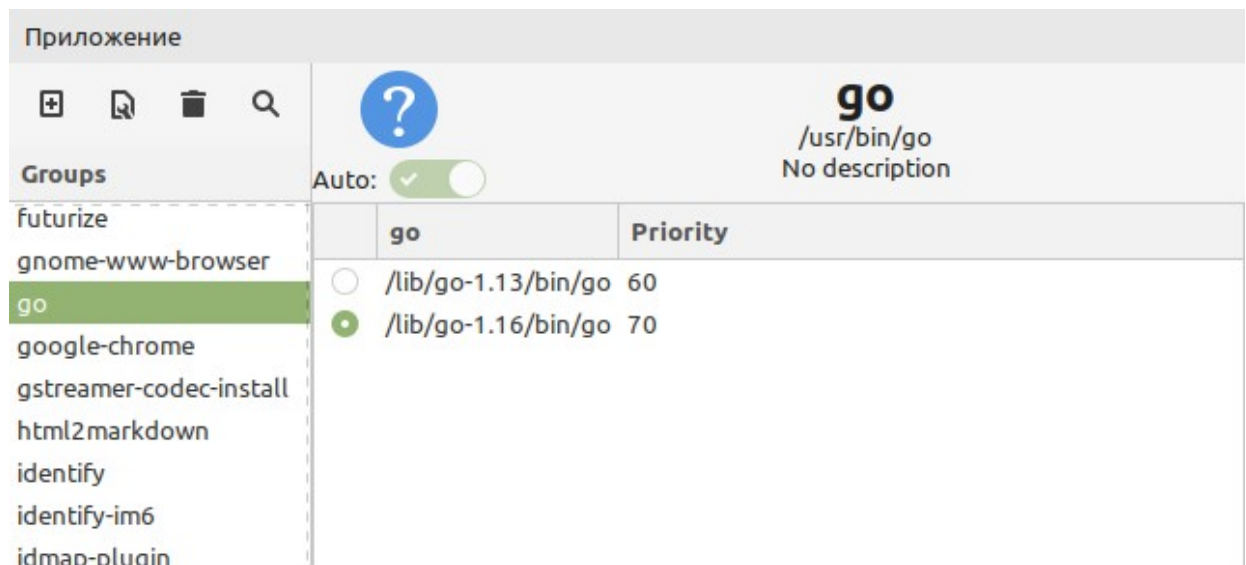 Приложение
go
/usr/bin/go
No description
Groups
Auto:
futurize
gnome-www-browser
go
google-chrome
gstreamer-codec-install
html2markdown
identify
identify-im6
idmap-plugin
go Priority
/lib/go-1.13/bin/go 60
/lib/go-1.16/bin/go 70